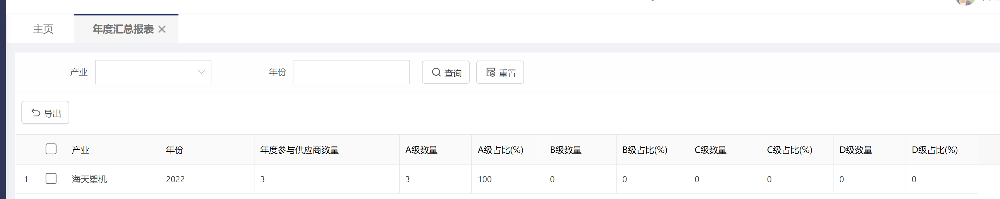 主页 年度汇总报表
产业 年份 查询 重置
导出
产业 年份 年度参与供应商数量 A级数量 A级占比(%) B级数量 B级占比(%) C级数量 C级占比(%) D级数量 D级占比(%)
1 海天塑机 2022 3 3 100 0 0 0 0 0 0